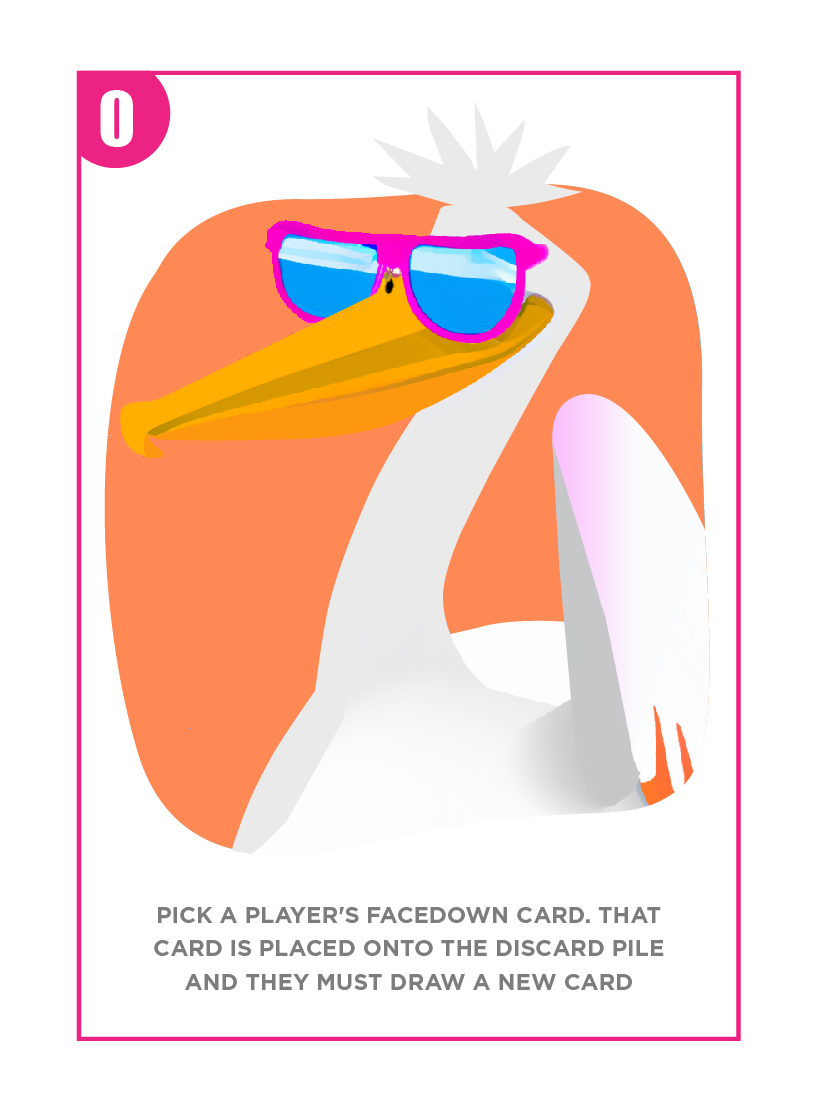 0
PICK A PLAYER'S FACEDOWN CARD. THAT
CARD IS PLACED ONTO THE DISCARD PILE
AND THEY MUST DRAW A NEW CARD